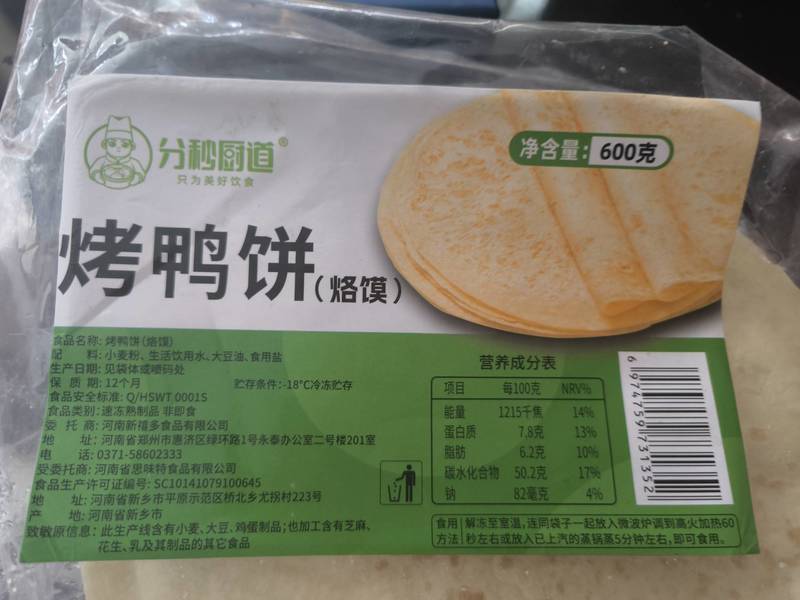 分秒厨道®
只为美好饮食
净含量：600克
烤鸭饼（烙馍）
食品名称：烤鸭饼(烙馍)
配 料：小麦粉、生活饮用水、大豆油、食用盐
生产日期：见袋体或喷码处
保 质 期：12个月 贮存条件：-18°C冷冻贮存
食品安全标准：Q/HSWT 0001S
食品类别：速冻熟制品 非即食
委 托 商：河南新禧多食品有限公司
地 址：河南省郑州市惠济区绿环路1号永泰办公室二号楼201室
电 话：0371-58602333
受委托商：河南省思味特食品有限公司
食品生产许可证编号：SC10141079100645
地 址：河南省新乡市平原示范区桥北乡尤拐村223号
产 地：河南省新乡市
致敏原信息：此生产线含有小麦、大豆、鸡蛋制品；也加工含有芝麻、
花生、乳及其制品的其它食品
营养成分表
项目 每100克 NRV%
能量 1215千焦 14%
蛋白质 7.8克 13%
脂肪 6.2克 10%
碳水化合物 50.2克 17%
钠 82毫克 4%
6974759731352
食用方法 解冻至室温，连同袋子一起放入微波炉调到高火加热60
秒左右或放入已上汽的蒸锅蒸5分钟左右，即可食用。